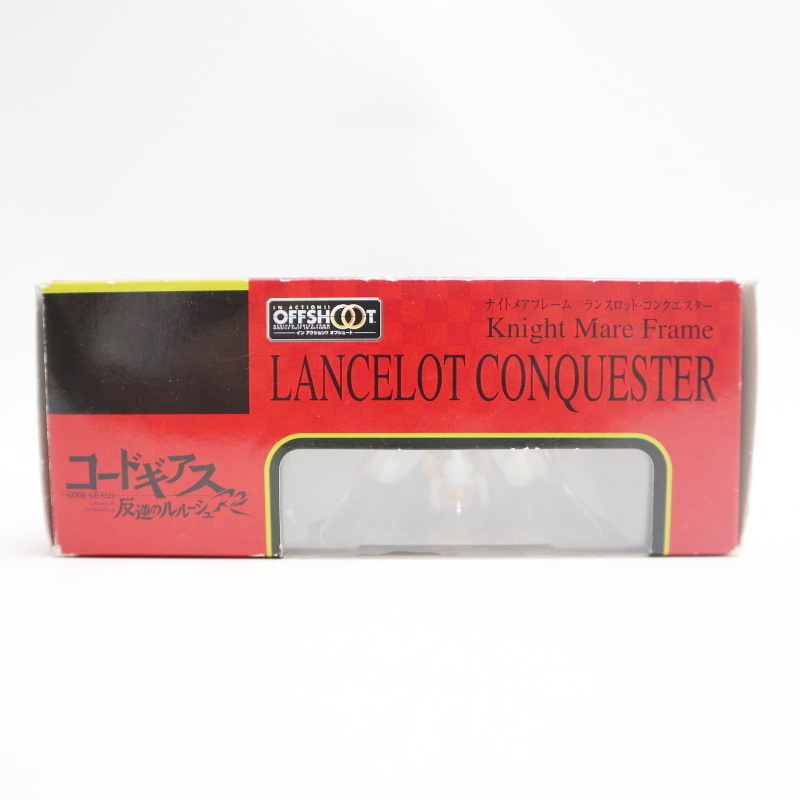 IN ACTION!!
OFFSHOOT
イン アクション!! オフシュート
ナイトメアフレーム ランスロット・コンクエスター
Knight Mare Frame
LANCELOT CONQUESTER
コードギアス
CODE GEASS
反逆のルルーシュ R2